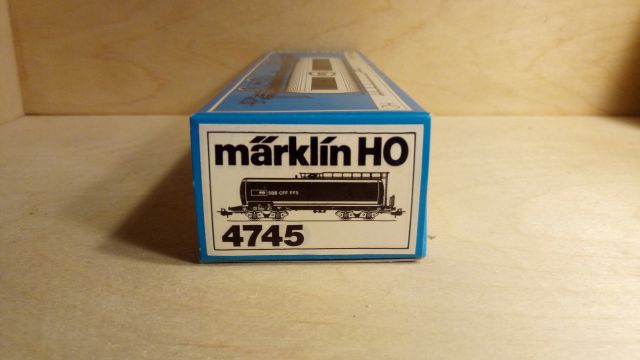 märklin HO
SBB CFF FFS
4745